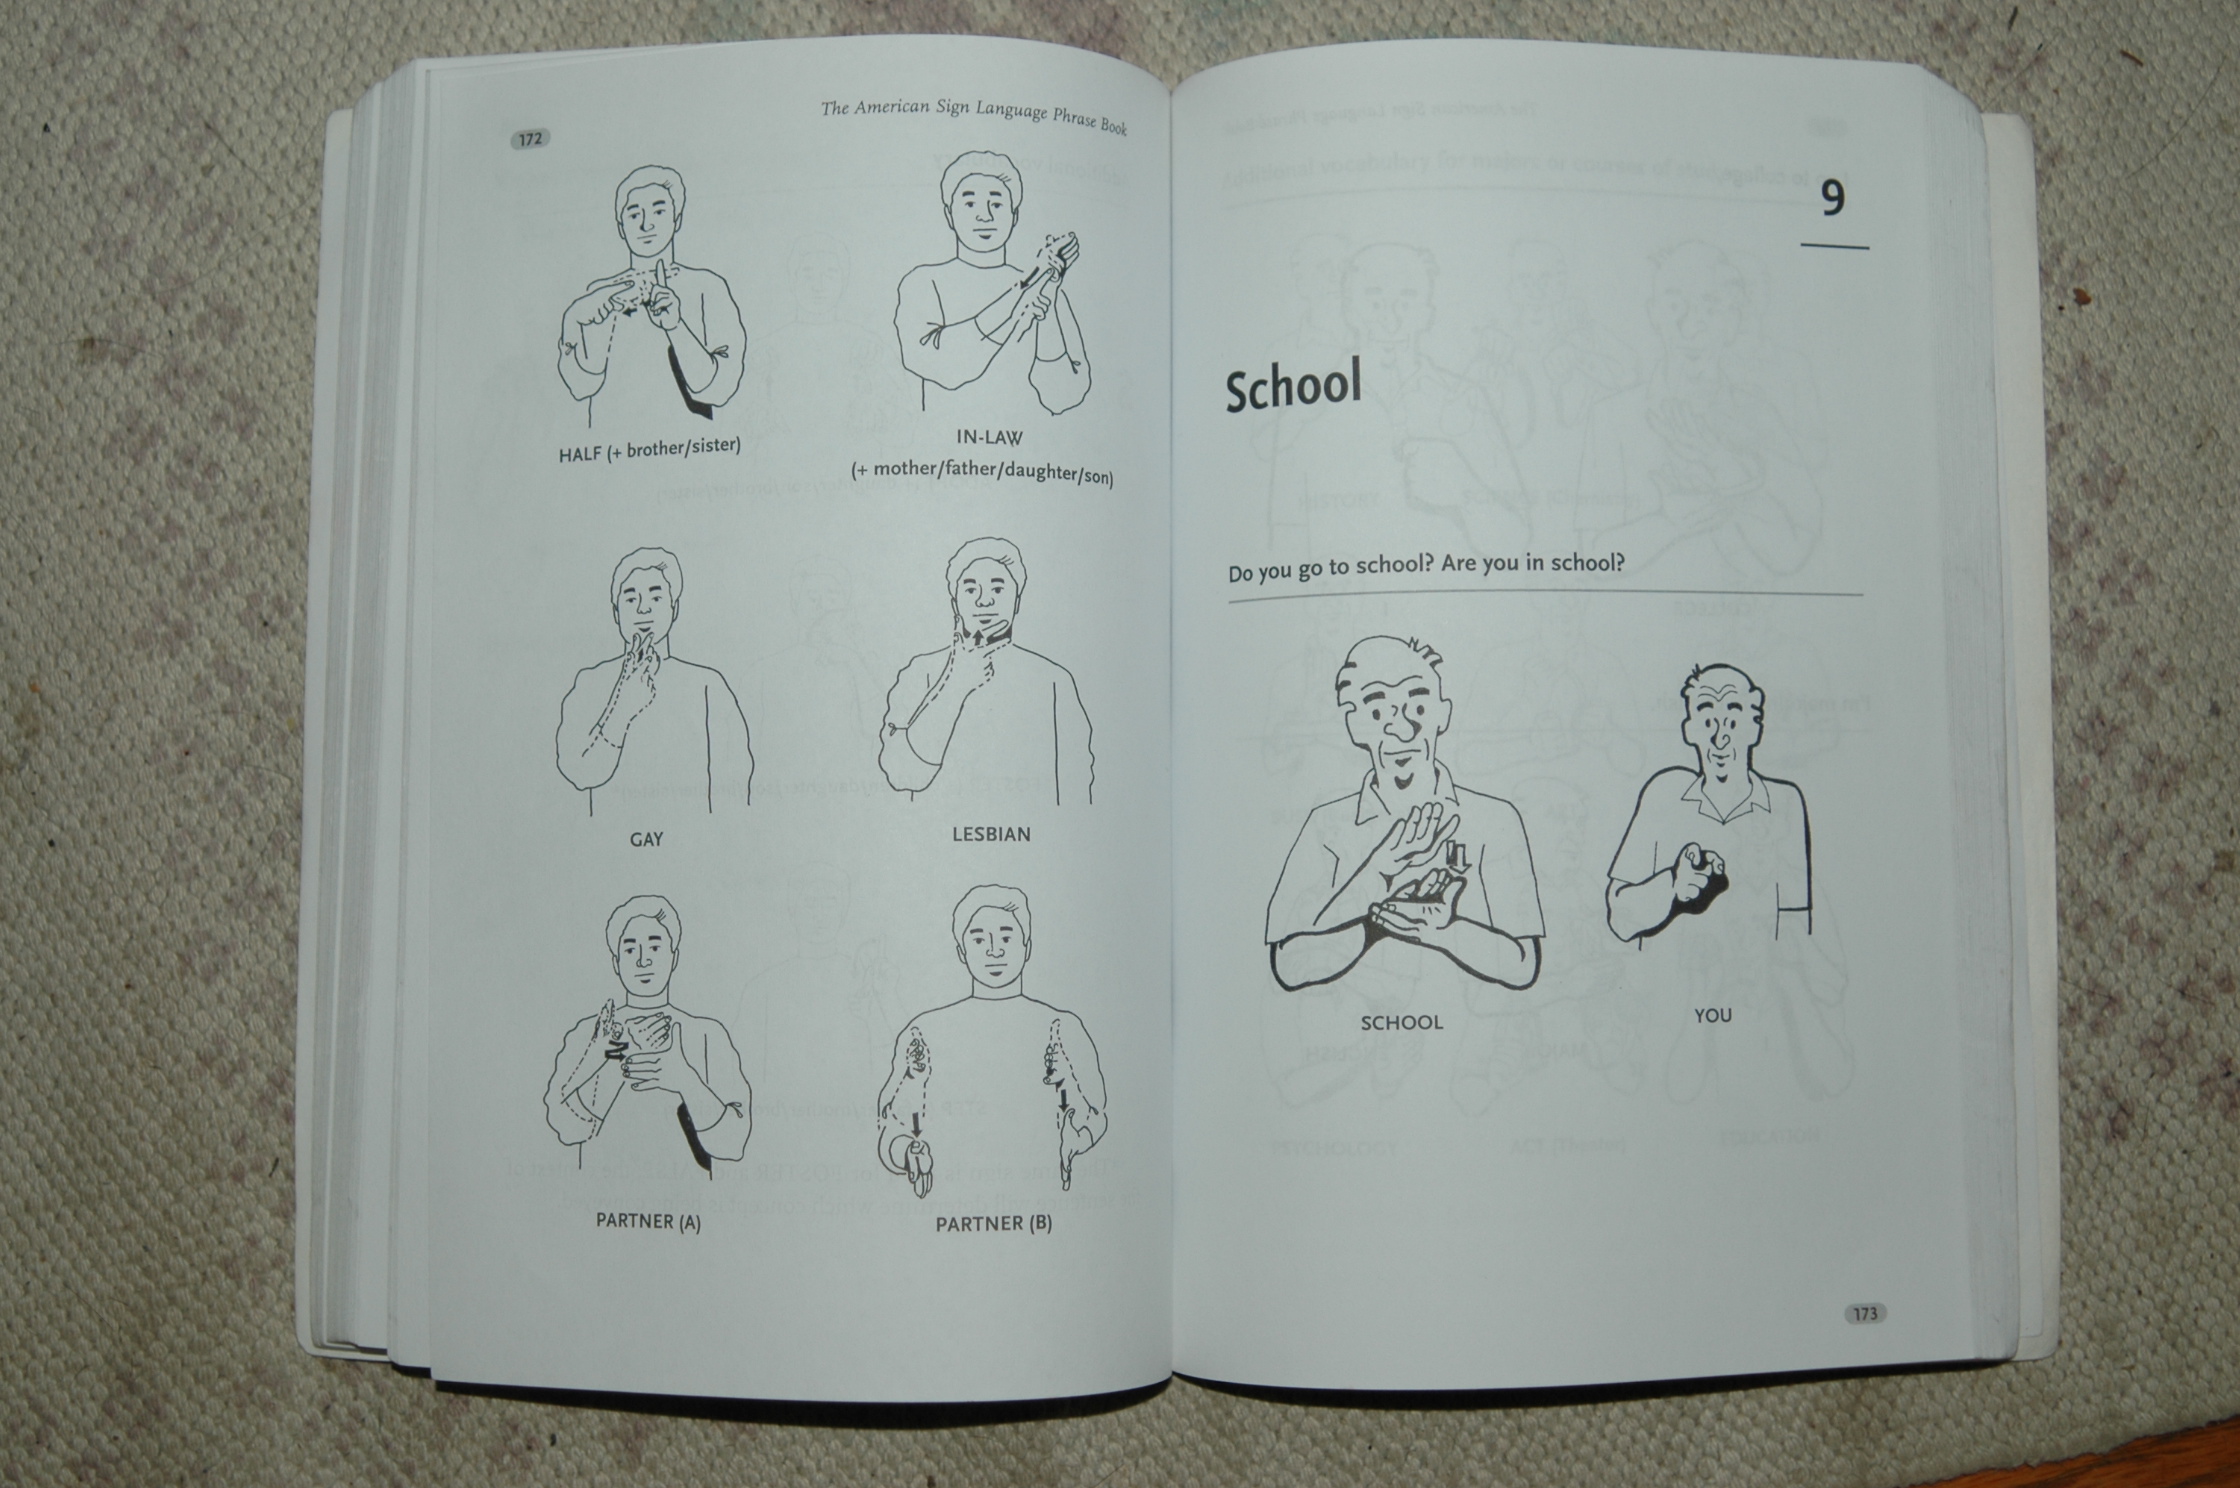 172
The American Sign Language Phrase Book
HALF (+ brother/sister)
IN-LAW
(+ mother/father/daughter/son)
GAY
LESBIAN
PARTNER (A)
PARTNER (B)
9
School
Do you go to school? Are you in school?
SCHOOL
YOU
173